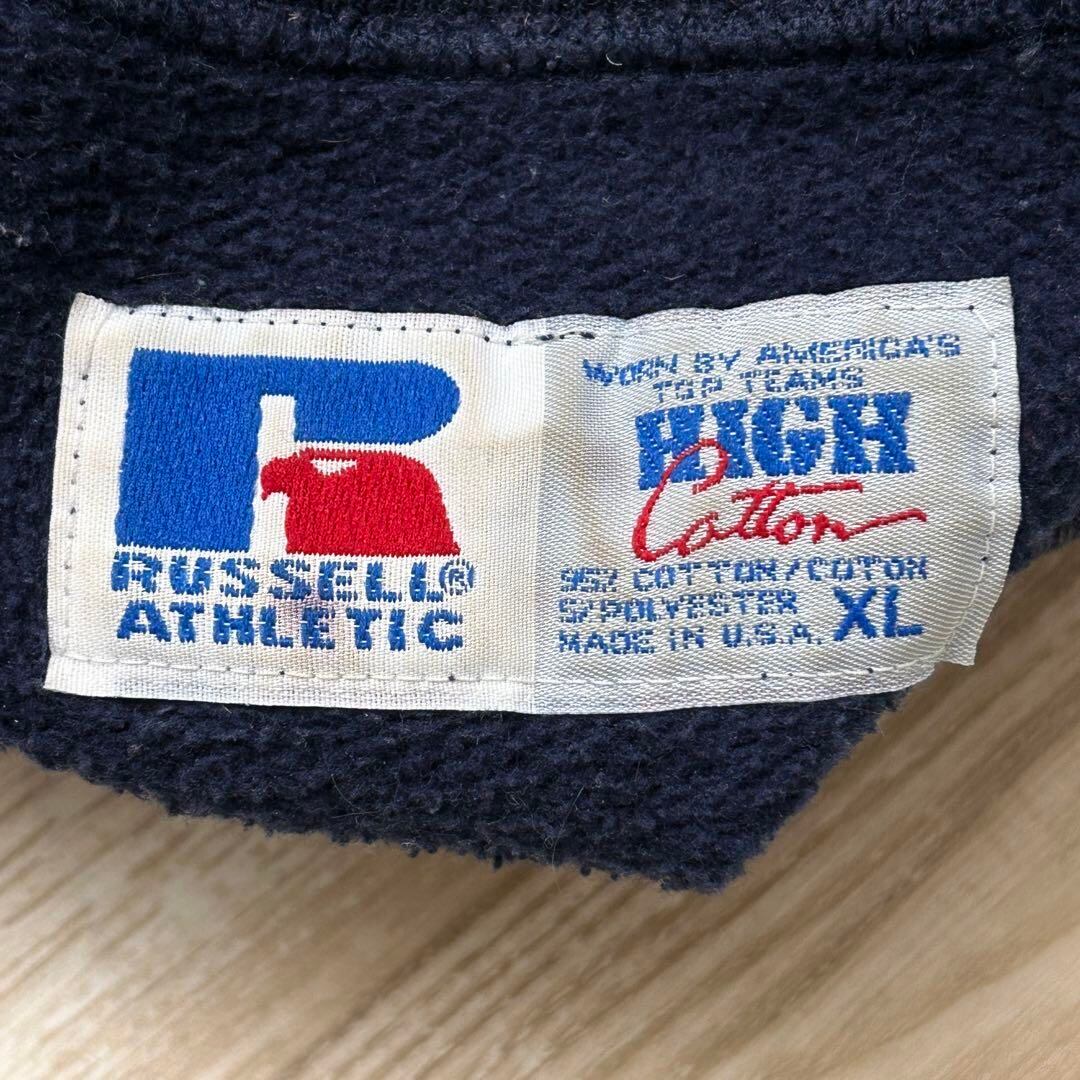 R
RUSSELL®
ATHLETIC
WORN BY AMERICA'S
TOP TEAMS
HIGH
Cotton
95% COTTON/COTON
5% POLYESTER
MADE IN U.S.A. XL